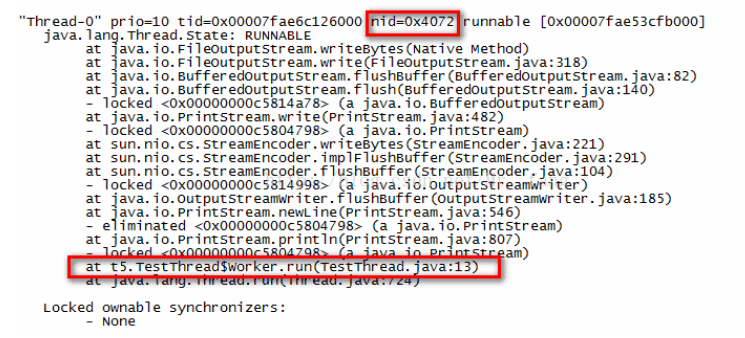 "Thread-0" prio=10 tid=0x00007fae6c126000 nid=0x4072 runnable [0x00007fae53cfb000]
java.lang.Thread.State: RUNNABLE
at java.io.FileOutputStream.writeBytes(Native Method)
at java.io.FileOutputStream.write(FileOutputStream.java:318)
at java.io.BufferedOutputStream.flushBuffer(BufferedOutputStream.java:82)
at java.io.BufferedOutputStream.flush(BufferedOutputStream.java:140)
- locked <0x00000000c5814a78> (a java.io.BufferedOutputStream)
at java.io.PrintStream.write(PrintStream.java:482)
- locked <0x00000000c5804798> (a java.io.PrintStream)
at sun.nio.cs.StreamEncoder.writeBytes(StreamEncoder.java:221)
at sun.nio.cs.StreamEncoder.implFlushBuffer(StreamEncoder.java:291)
at sun.nio.cs.StreamEncoder.flushBuffer(StreamEncoder.java:104)
- locked <0x00000000c5814998> (a java.io.OutputStreamWriter)
at java.io.OutputStreamWriter.flushBuffer(OutputStreamWriter.java:185)
at java.io.PrintStream.newLine(PrintStream.java:546)
- eliminated <0x00000000c5804798> (a java.io.PrintStream)
at java.io.PrintStream.println(PrintStream.java:807)
- locked <0x00000000c5804798> (a java.io.PrintStream)
at t5.TestThread$Worker.run(TestThread.java:13)
at java.lang.Thread.run(Thread.java:724)
Locked ownable synchronizers:
- None